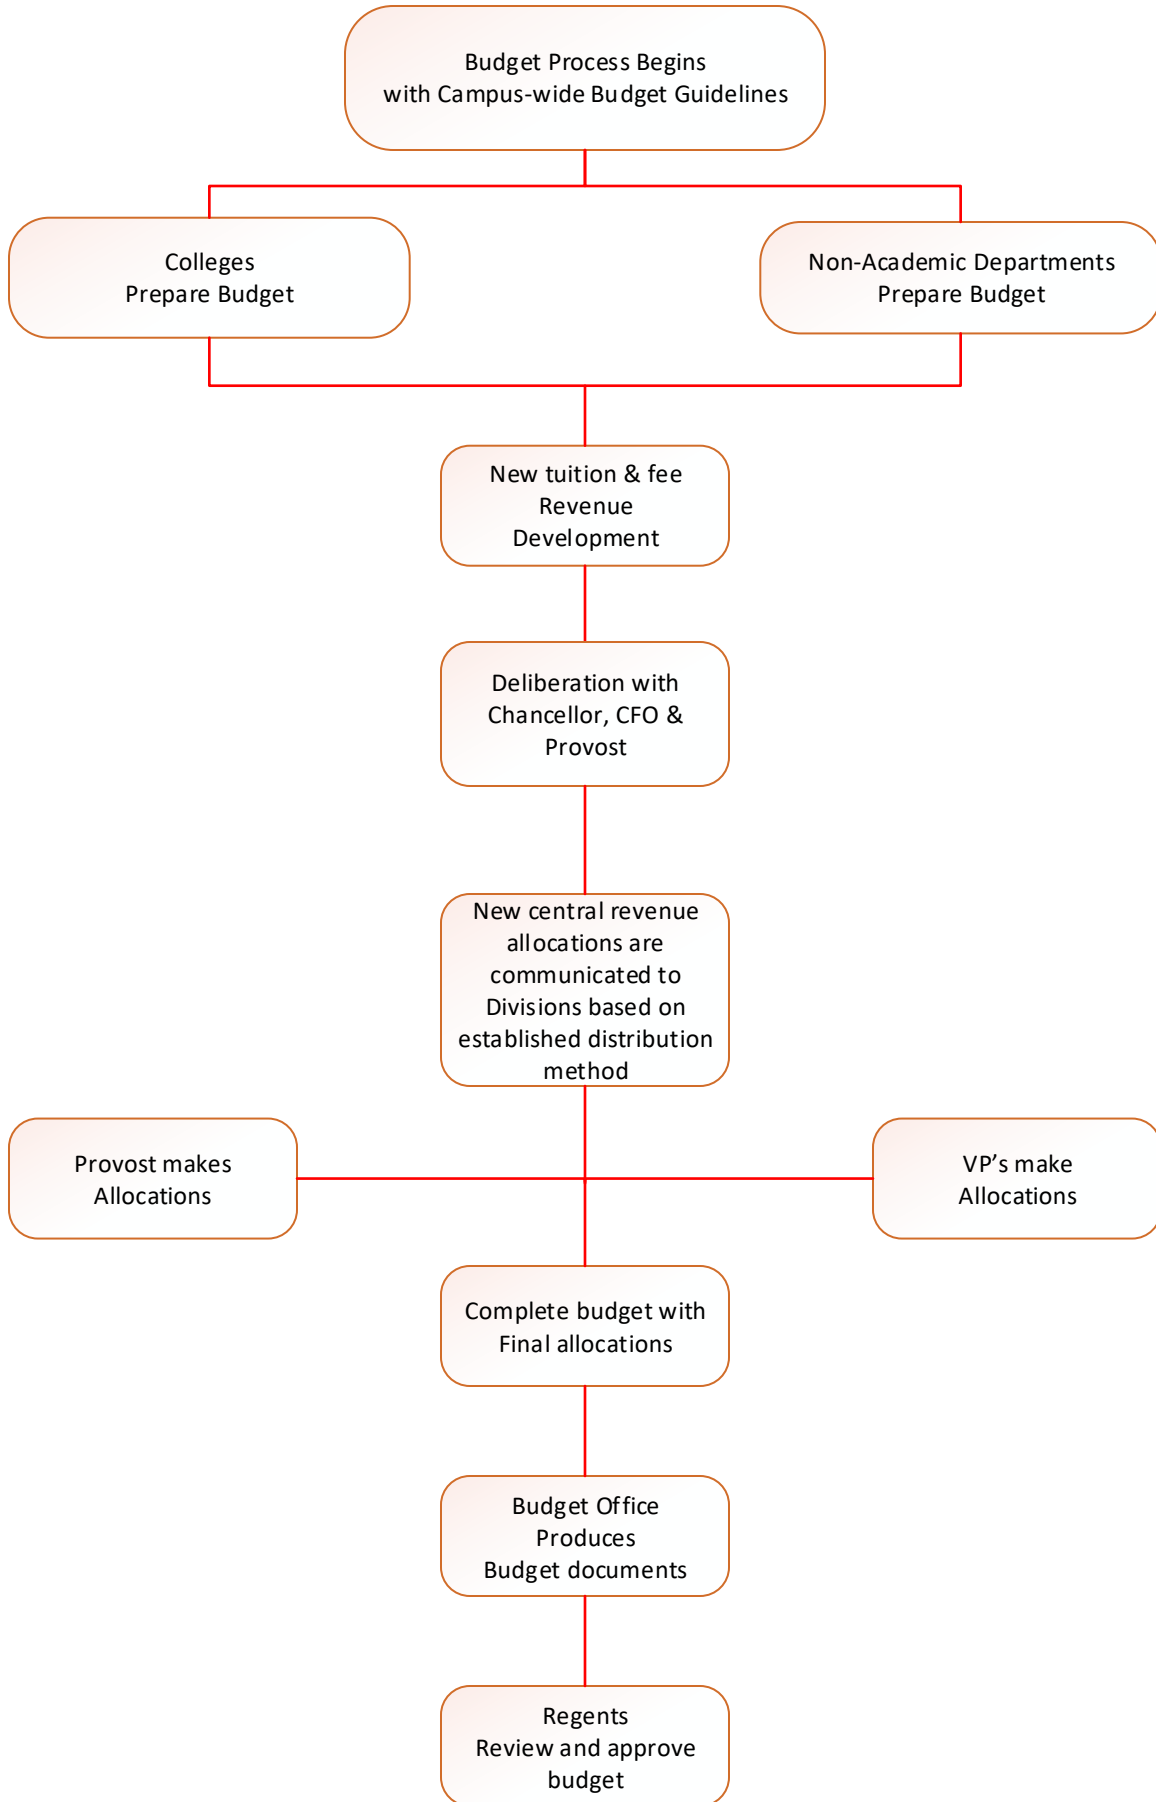 Budget Process Begins
with Campus-wide Budget Guidelines
Colleges
Prepare Budget
Non-Academic Departments
Prepare Budget
New tuition & fee
Revenue
Development
Deliberation with
Chancellor, CFO &
Provost
New central revenue
allocations are
communicated to
Divisions based on
established distribution
method
Provost makes
Allocations
VP’s make
Allocations
Complete budget with
Final allocations
Budget Office
Produces
Budget documents
Regents
Review and approve
budget